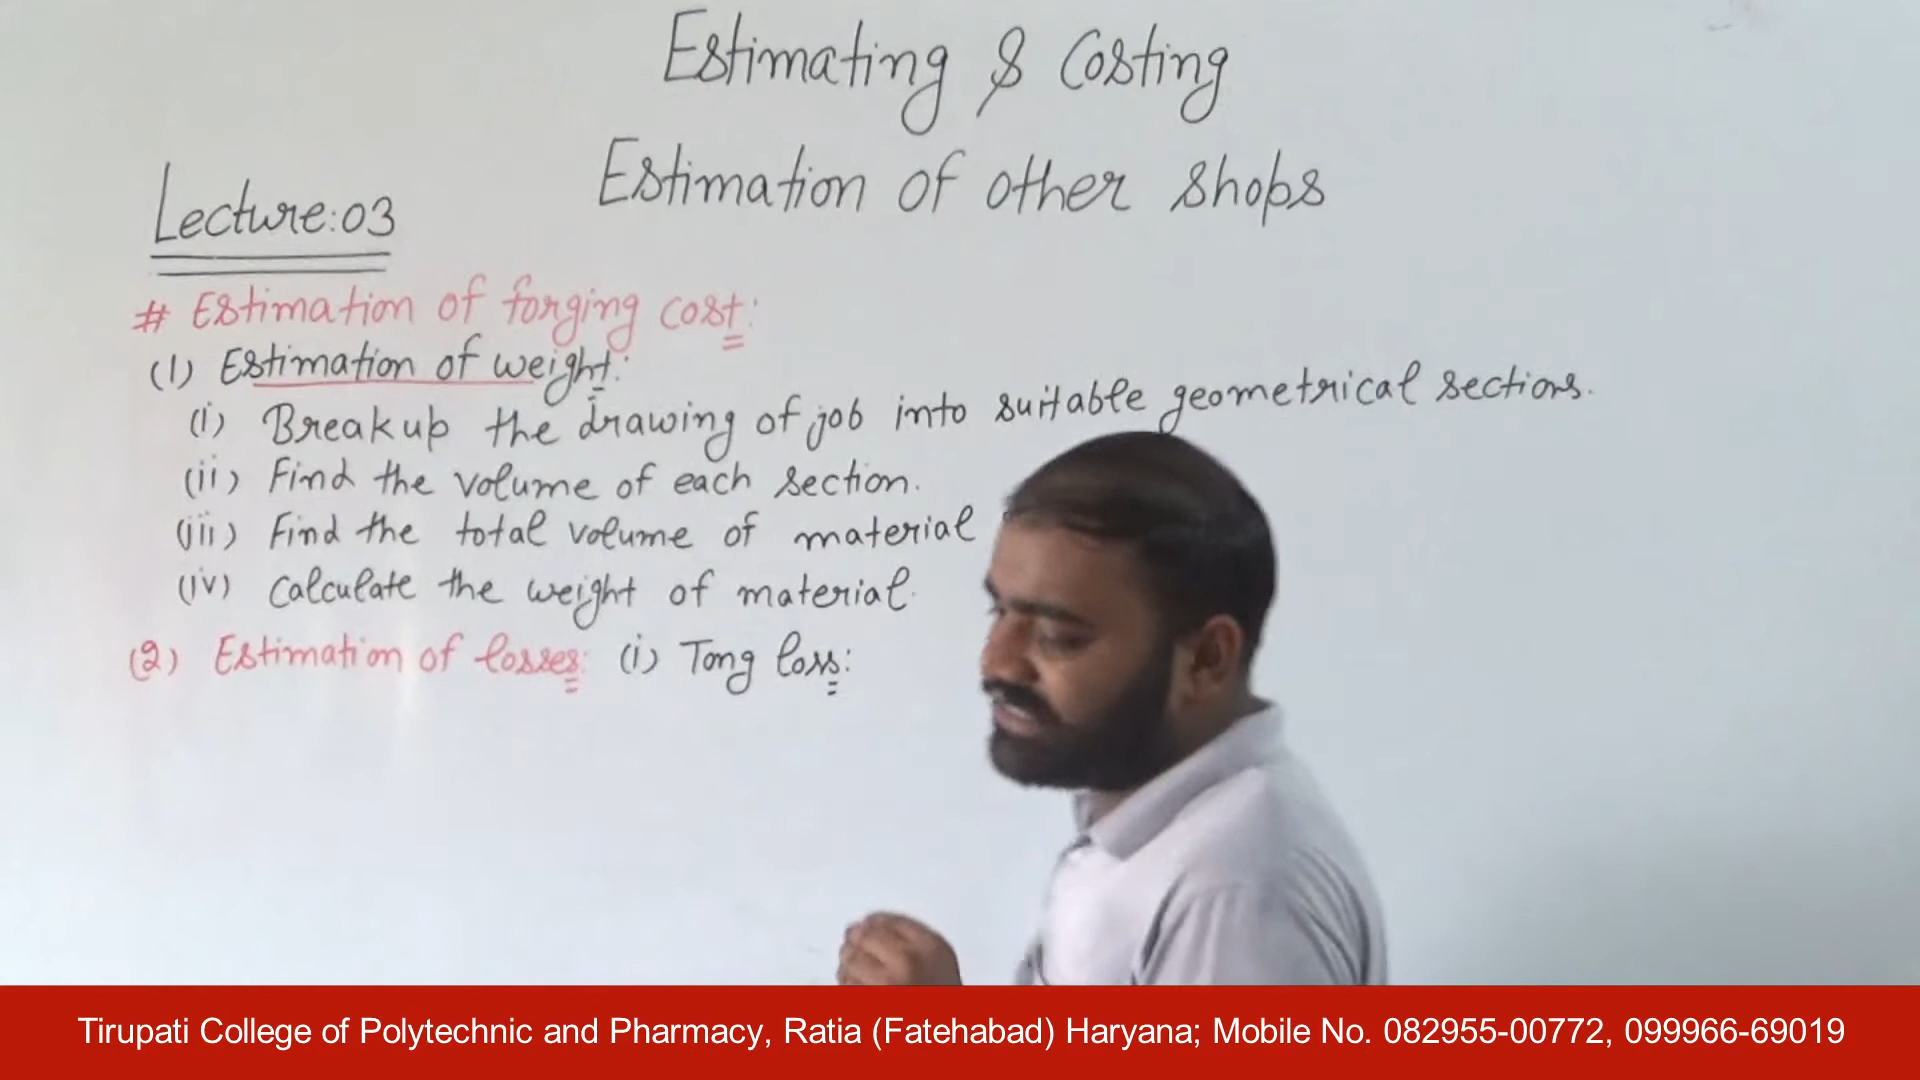 Estimating & Costing
Estimation of other shops
Lecture:03
# Estimation of forging cost:
(1) Estimation of weight:
(i) Breakup the drawing of job into suitable geometrical sections.
(ii) Find the volume of each section.
(iii) Find the total volume of material
(iv) Calculate the weight of material.
(2) Estimation of losses: (i) Tong loss:
Tirupati College of Polytechnic and Pharmacy, Ratia (Fatehabad) Haryana; Mobile No. 082955-00772, 099966-69019